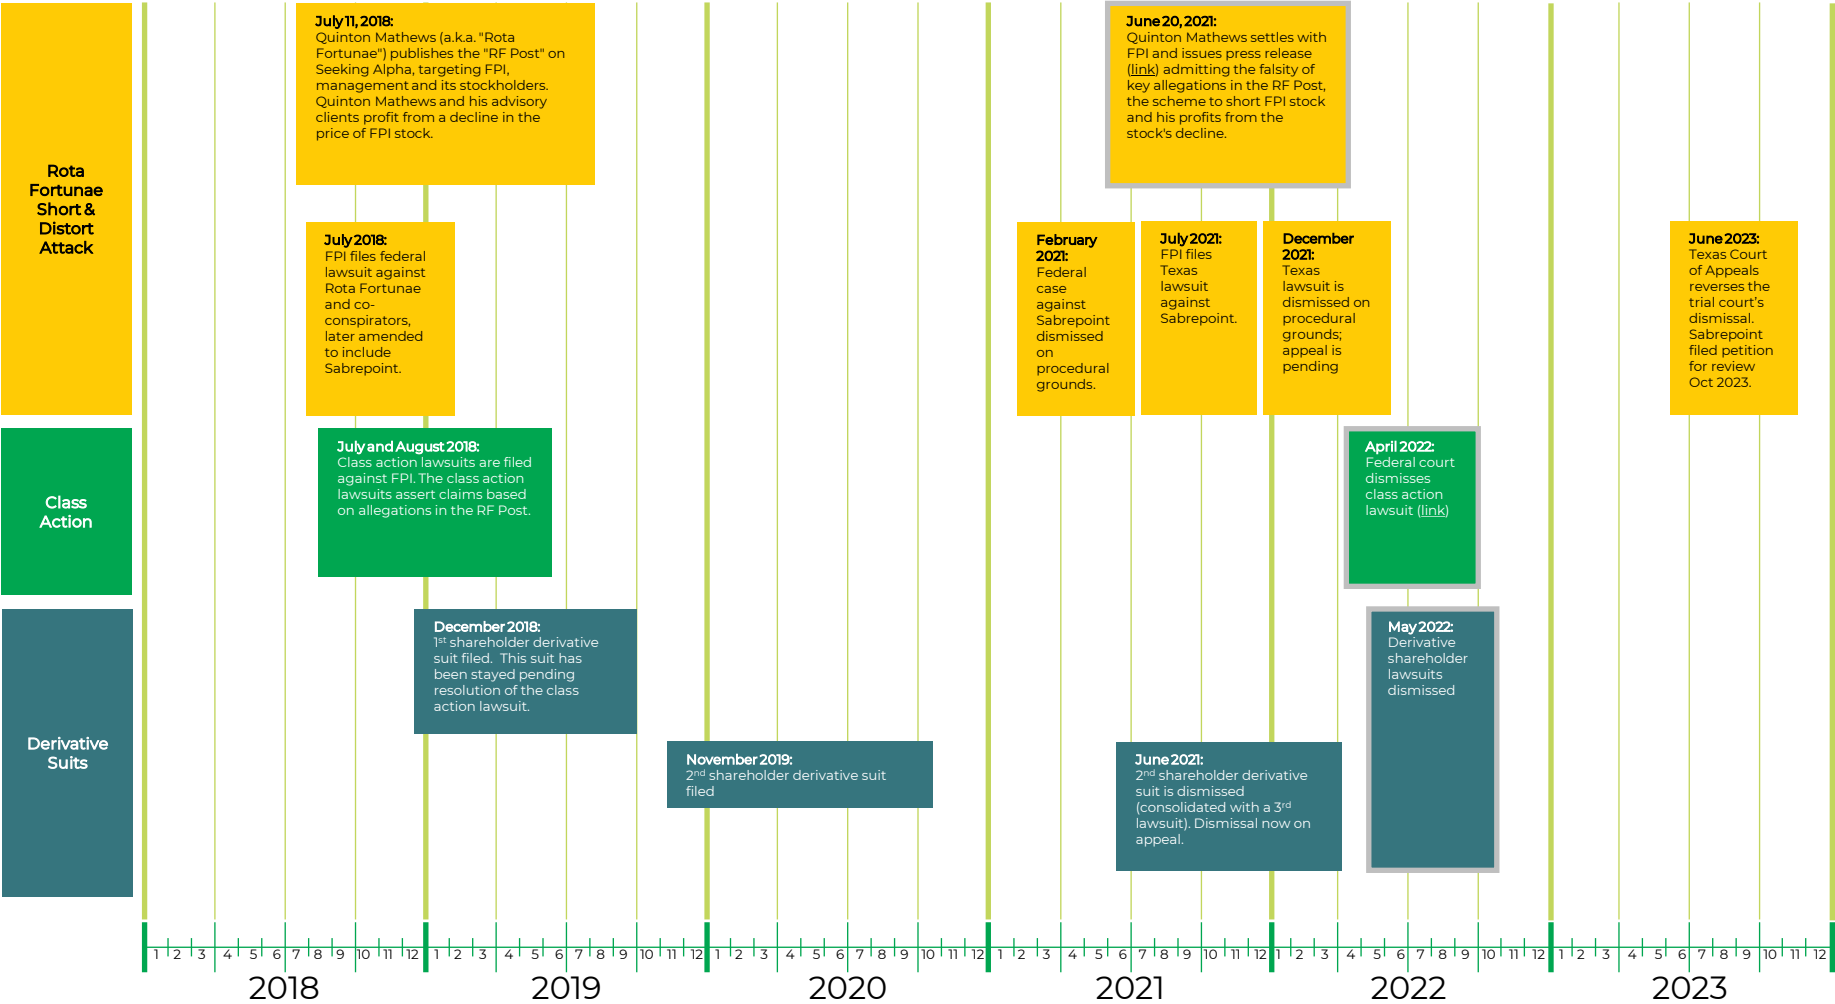 Rota
Fortunae
Short &
Distort
Attack
July 11, 2018:
Quinton Mathews (a.k.a. "Rota
Fortunae") publishes the "RF Post" on
Seeking Alpha, targeting FPI,
management and its stockholders.
Quinton Mathews and his advisory
clients profit from a decline in the
price of FPI stock.
June 20, 2021:
Quinton Mathews settles with
FPI and issues press release
(link) admitting the falsity of
key allegations in the RF Post,
the scheme to short FPI stock
and his profits from the
stock's decline.
July 2018:
FPI files federal
lawsuit against
Rota Fortunae
and co-
conspirators,
later amended
to include
Sabrepoint.
February
2021:
Federal
case
against
Sabrepoint
dismissed
on
procedural
grounds.
July 2021:
FPI files
Texas
lawsuit
against
Sabrepoint.
December
2021:
Texas
lawsuit is
dismissed on
procedural
grounds;
appeal is
pending
June 2023:
Texas Court
of Appeals
reverses the
trial court’s
dismissal.
Sabrepoint
filed petition
for review
Oct 2023.
Class
Action
July and August 2018:
Class action lawsuits are filed
against FPI. The class action
lawsuits assert claims based
on allegations in the RF Post.
April 2022:
Federal court
dismisses
class action
lawsuit (link)
Derivative
Suits
December 2018:
1st shareholder derivative
suit filed.  This suit has
been stayed pending
resolution of the class
action lawsuit.
November 2019:
2nd shareholder derivative suit
filed
June 2021:
2nd shareholder derivative
suit is dismissed
(consolidated with a 3rd
lawsuit). Dismissal now on
appeal.
May 2022:
Derivative
shareholder
lawsuits
dismissed
1 2 3 4 5 6 7 8 9 10 11 12 1 2 3 4 5 6 7 8 9 10 11 12 1 2 3 4 5 6 7 8 9 10 11 12 1 2 3 4 5 6 7 8 9 10 11 12 1 2 3 4 5 6 7 8 9 10 11 12 1 2 3 4 5 6 7 8 9 10 11 12
2018 2019 2020 2021 2022 2023